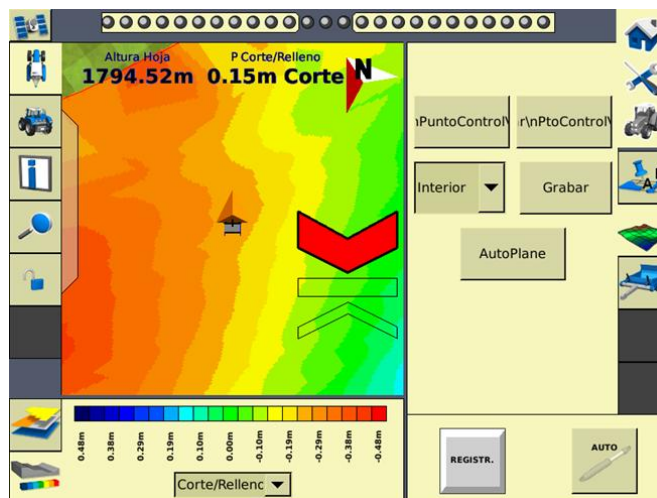 Altura Hoja
1794.52m
P Corte/Relleno
0.15m Corte
N
nPuntoControl\
r\nPtoControl\
Interior
Grabar
AutoPlane
0.48m
0.38m
0.29m
0.19m
0.10m
0.00m
-0.10m
-0.19m
-0.29m
-0.38m
-0.48m
Corte/Rellenc
REGISTR.
AUTO